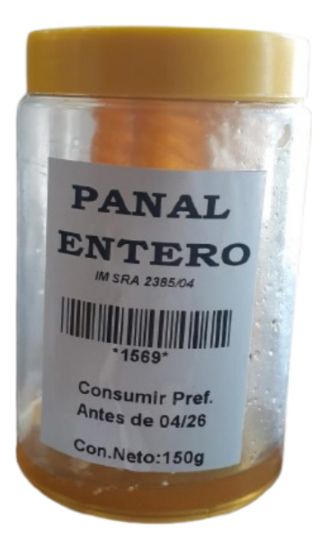 PANAL
ENTERO
IM SRA 2385/04
*1569*
Consumir Pref.
Antes de 04/26
Con.Neto:150g